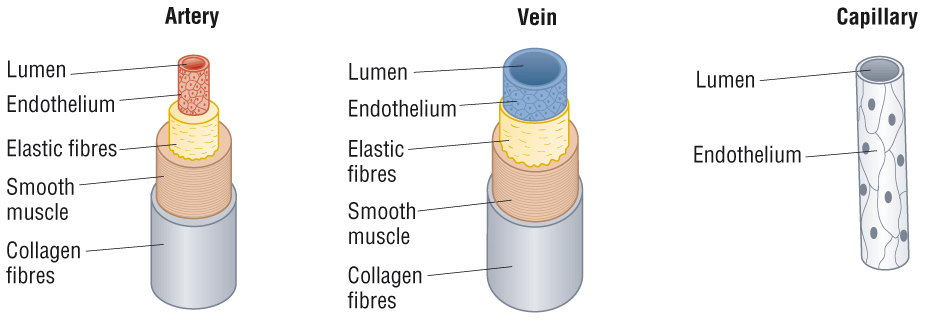 Artery
Lumen
Endothelium
Elastic fibres
Smooth
muscle
Collagen
fibres
Vein
Lumen
Endothelium
Elastic
fibres
Smooth
muscle
Collagen
fibres
Capillary
Lumen
Endothelium